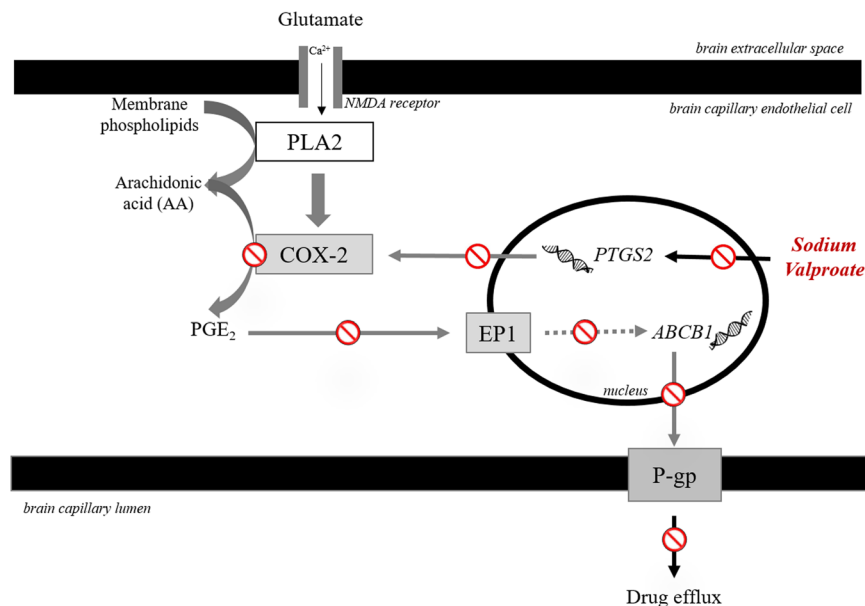 Glutamate
Ca²⁺
brain extracellular space
NMDA receptor
brain capillary endothelial cell
Membrane
phospholipids
PLA2
Arachidonic
acid (AA)
COX-2
PTGS2
Sodium
Valproate
PGE₂
EP1
ABCB1
nucleus
P-gp
brain capillary lumen
Drug efflux